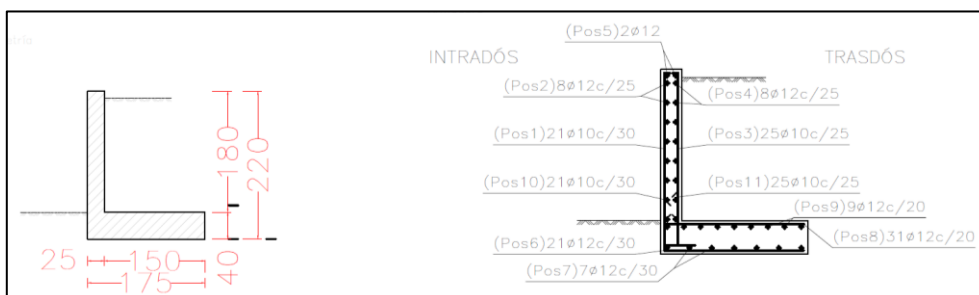 180
220
40
25
150
175
INTRADÓS
TRASDÓS
(Pos5)2ø12
(Pos2)8ø12c/25
(Pos4)8ø12c/25
(Pos1)21ø10c/30
(Pos3)25ø10c/25
(Pos10)21ø10c/30
(Pos11)25ø10c/25
(Pos9)9ø12c/20
(Pos6)21ø12c/30
(Pos8)31ø12c/20
(Pos7)7ø12c/30